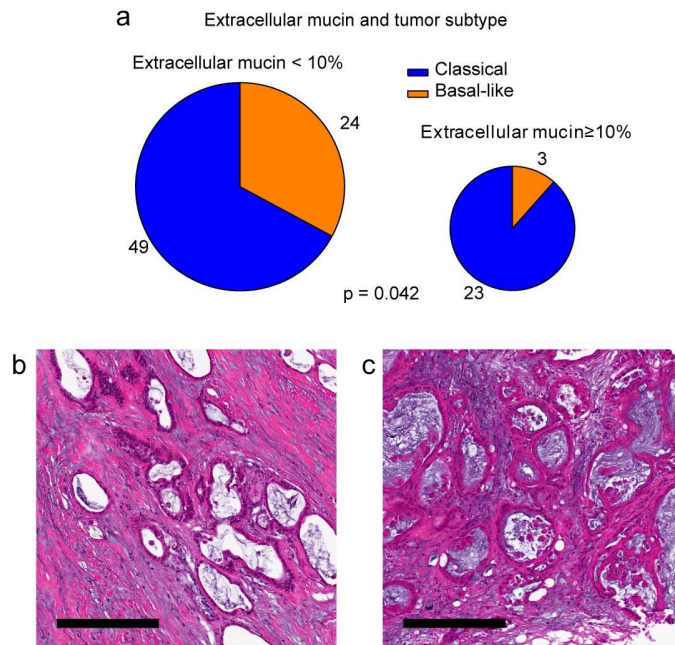 a
Extracellular mucin and tumor subtype
Extracellular mucin < 10%
Classical
Basal-like
24
Extracellular mucin≥10%
3
49
p = 0.042
23
b
c